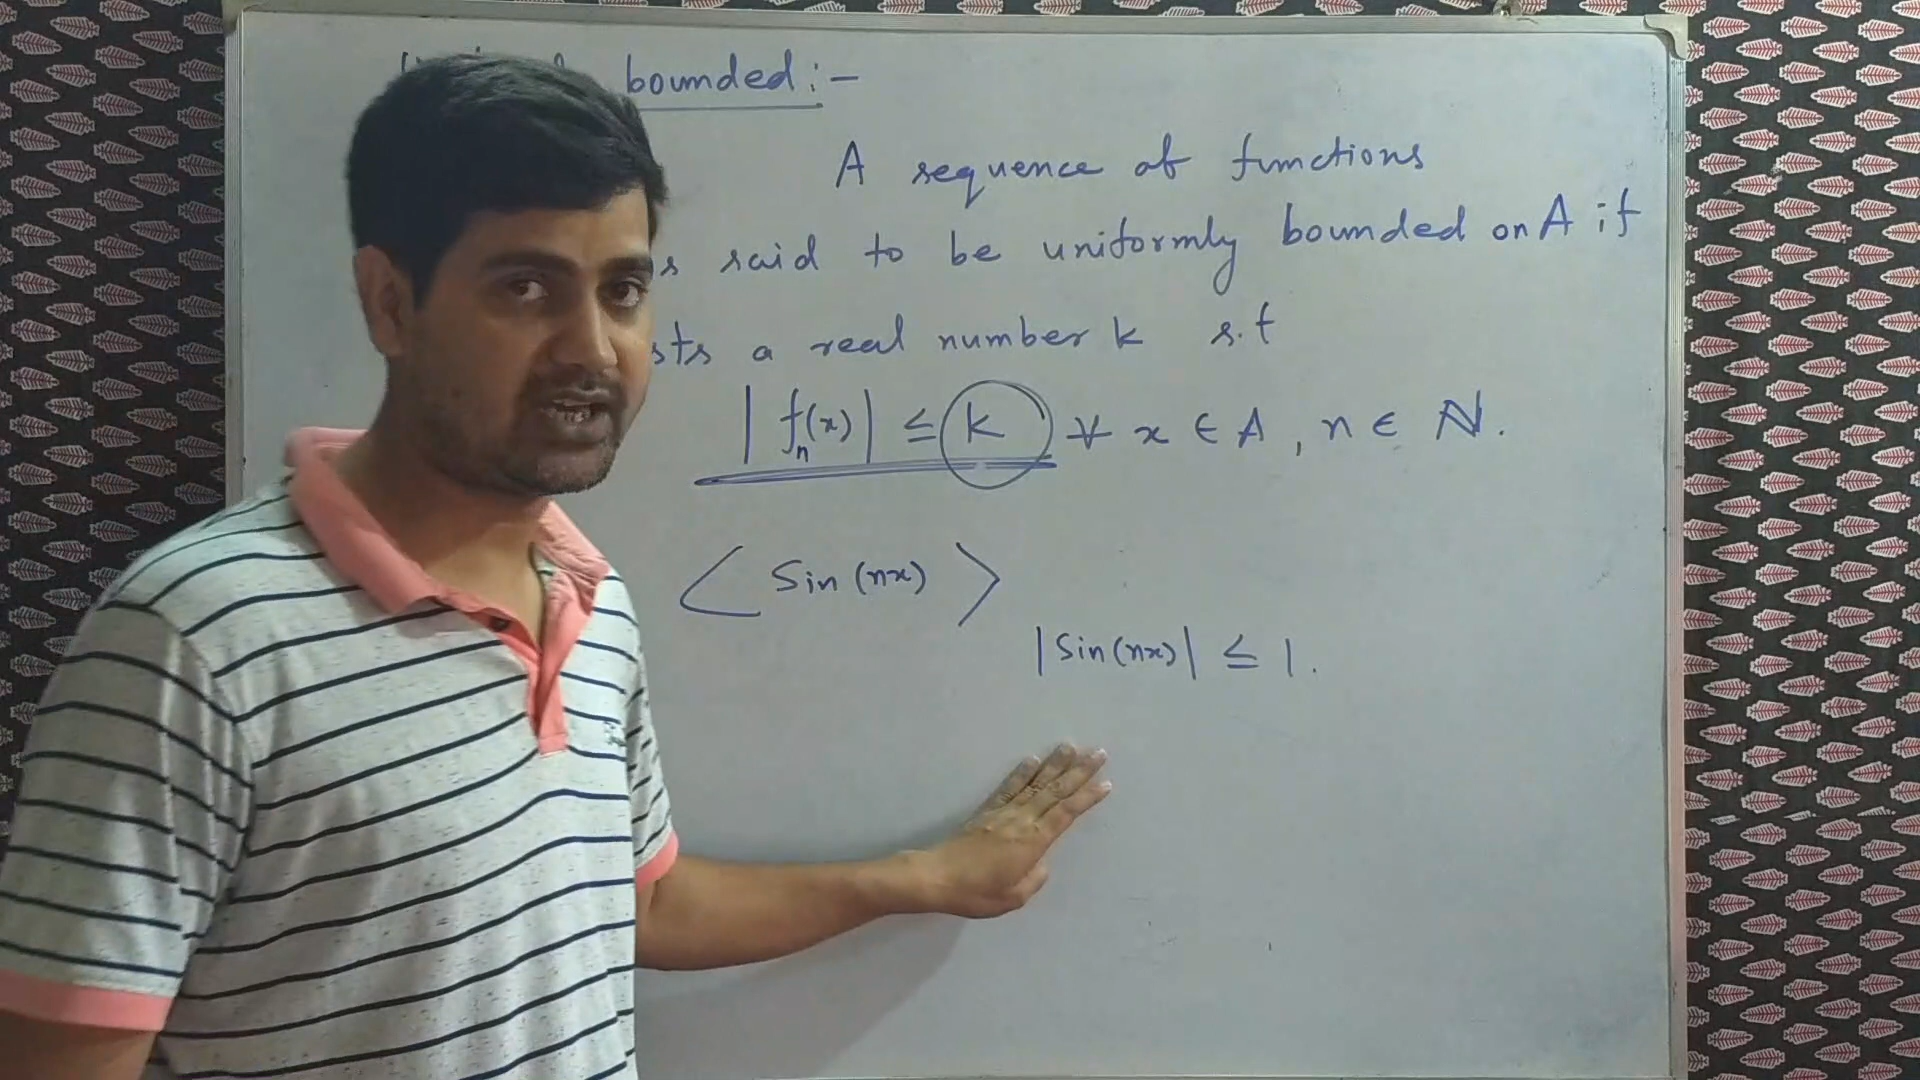 bounded :-
A sequence of functions
said to be uniformly bounded on A if
a real number k s.t
|fₙ(x)| ≤ k ∀ x ∈ A, n ∈ ℕ.
< Sin (nx) >
|Sin(nx)| ≤ 1.